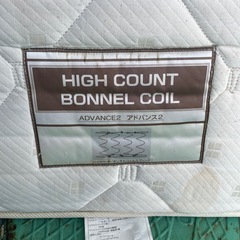 HIGH COUNT
BONNEL COIL
ADVANCE2 アドバンス2